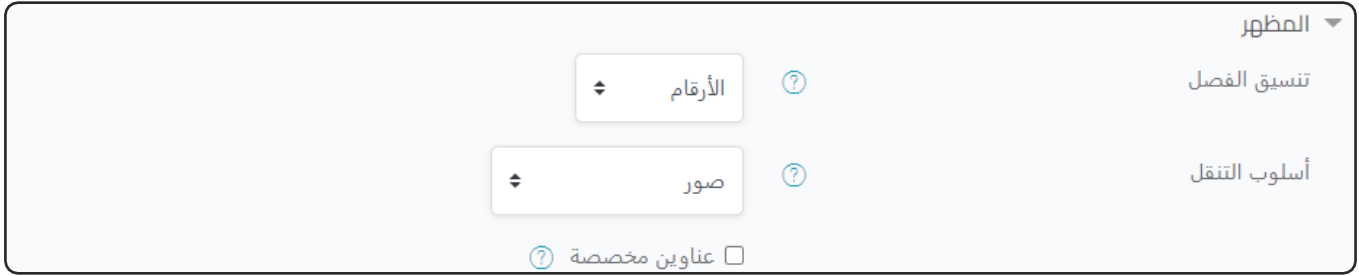 المظهر
تنسيق الفصل ? الأرقام
أسلوب التنقل ? صور
عناوين مخصصة ?